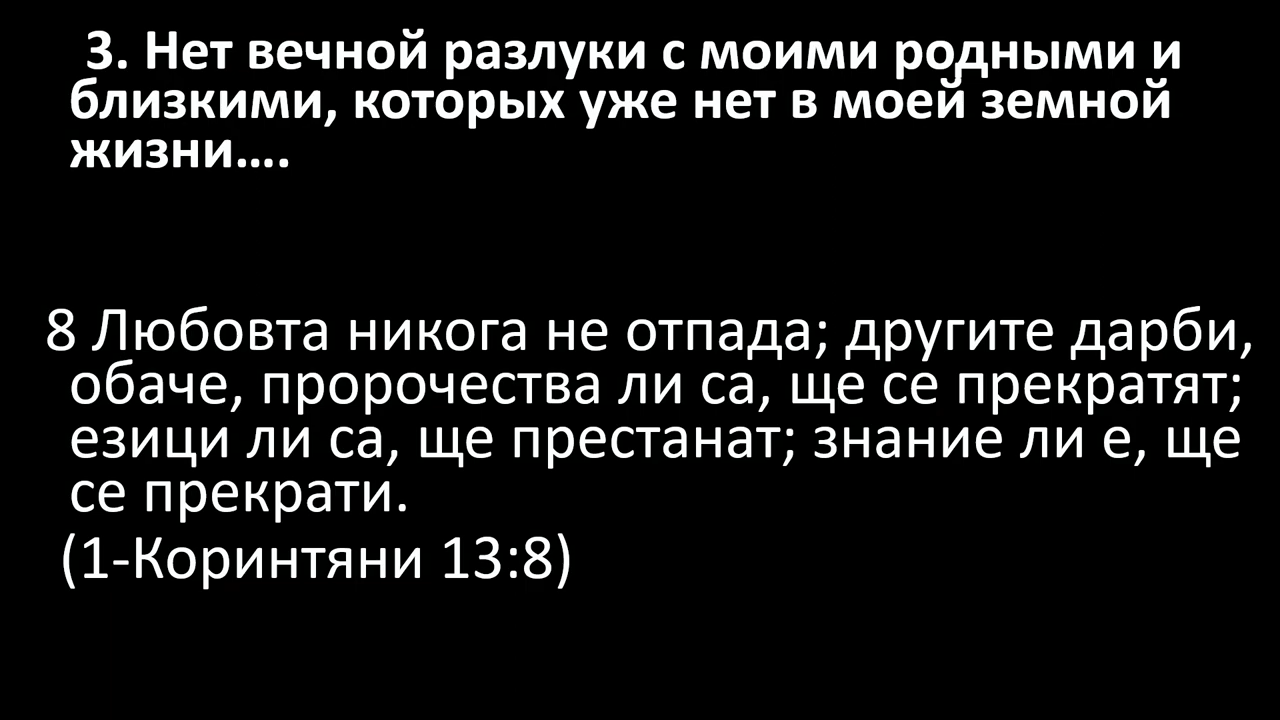 3. Нет вечной разлуки с моими родными и
близкими, которых уже нет в моей земной
жизни….
8 Любовта никога не отпада; другите дарби,
обаче, пророчества ли са, ще се прекратят;
езици ли са, ще престанат; знание ли е, ще
се прекрати.
(1-Коринтяни 13:8)